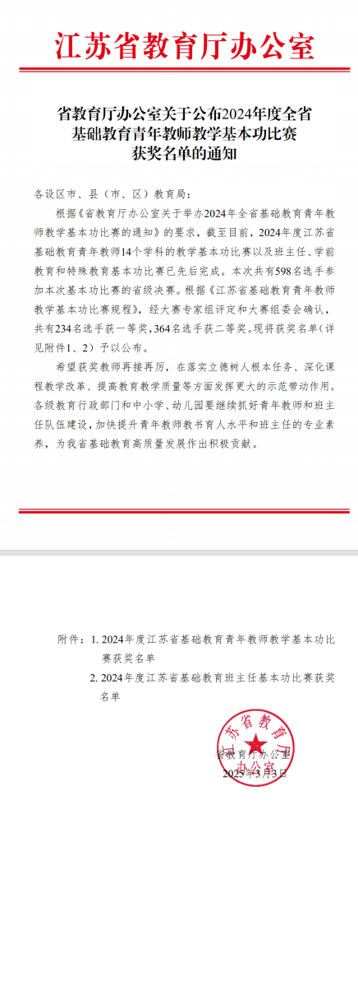 江苏省教育厅办公室
省教育厅办公室关于公布2024年度全省
基础教育青年教师教学基本功比赛
获奖名单的通知
各设区市、县（市、区）教育局：
根据《省教育厅办公室关于举办2024年全省基础教育青年教
师教学基本功比赛的通知》的要求，截至目前，2024年度江苏省
基础教育青年教师14个学科的教学基本功比赛以及班主任、学前
教育和特殊教育基本功比赛已先后完成。本次共有598名选手参
加本次基本功比赛的省级决赛。根据《江苏省基础教育青年教师
教学基本功比赛规程》，经大赛专家组评定和大赛组委会确认，
共有234名选手获一等奖，364名选手获二等奖。现将获奖名单（详
见附件1、2）予以公布。
希望获奖教师再接再厉，在落实立德树人根本任务、深化课
程教学改革、提高教育教学质量等方面发挥更大的示范带动作用。
各级教育行政部门和中小学、幼儿园要继续抓好青年教师和班主
任队伍建设，加快提升青年教师教书育人水平和班主任的专业素
养，为我省基础教育高质量发展作出积极贡献。
附件：1. 2024年度江苏省基础教育青年教师教学基本功比
赛获奖名单
2. 2024年度江苏省基础教育班主任基本功比赛获奖
名单
江苏省教育厅
省教育厅办公室
办公室
2025年3月3日